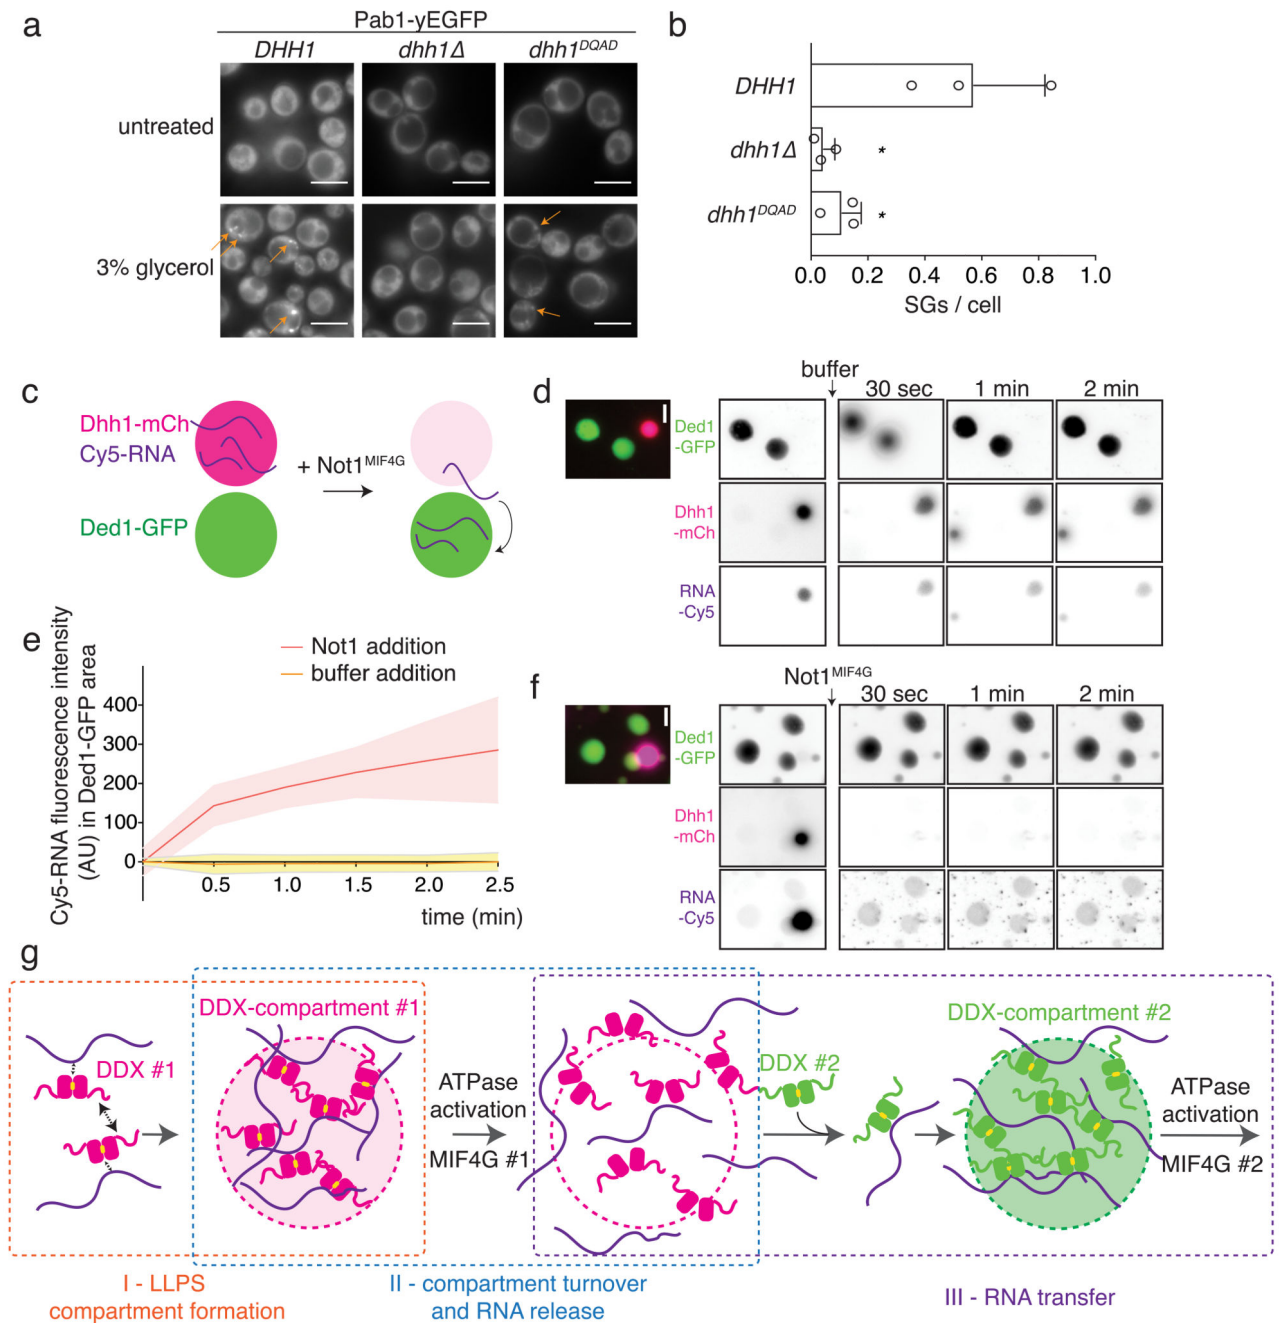 a
Pab1-yEGFP
DHH1 dhh1Δ dhh1DQAD
untreated
3% glycerol
b
DHH1
dhh1Δ *
dhh1DQAD *
0.0 0.2 0.4 0.6 0.8 1.0
SGs / cell
c
Dhh1-mCh
Cy5-RNA
+ Not1MIF4G
Ded1-GFP
d
buffer
30 sec 1 min 2 min
Ded1
-GFP
Dhh1
-mCh
RNA
-Cy5
e
Cy5-RNA fluorescence intensity
(AU) in Ded1-GFP area
Not1 addition
buffer addition
400
300
200
100
0
0.5 1.0 1.5 2.0 2.5
time (min)
f
Not1MIF4G
30 sec 1 min 2 min
Ded1
-GFP
Dhh1
-mCh
RNA
-Cy5
g
DDX #1
DDX-compartment #1
ATPase
activation
MIF4G #1
DDX #2
DDX-compartment #2
ATPase
activation
MIF4G #2
I - LLPS
compartment formation
II - compartment turnover
and RNA release
III - RNA transfer